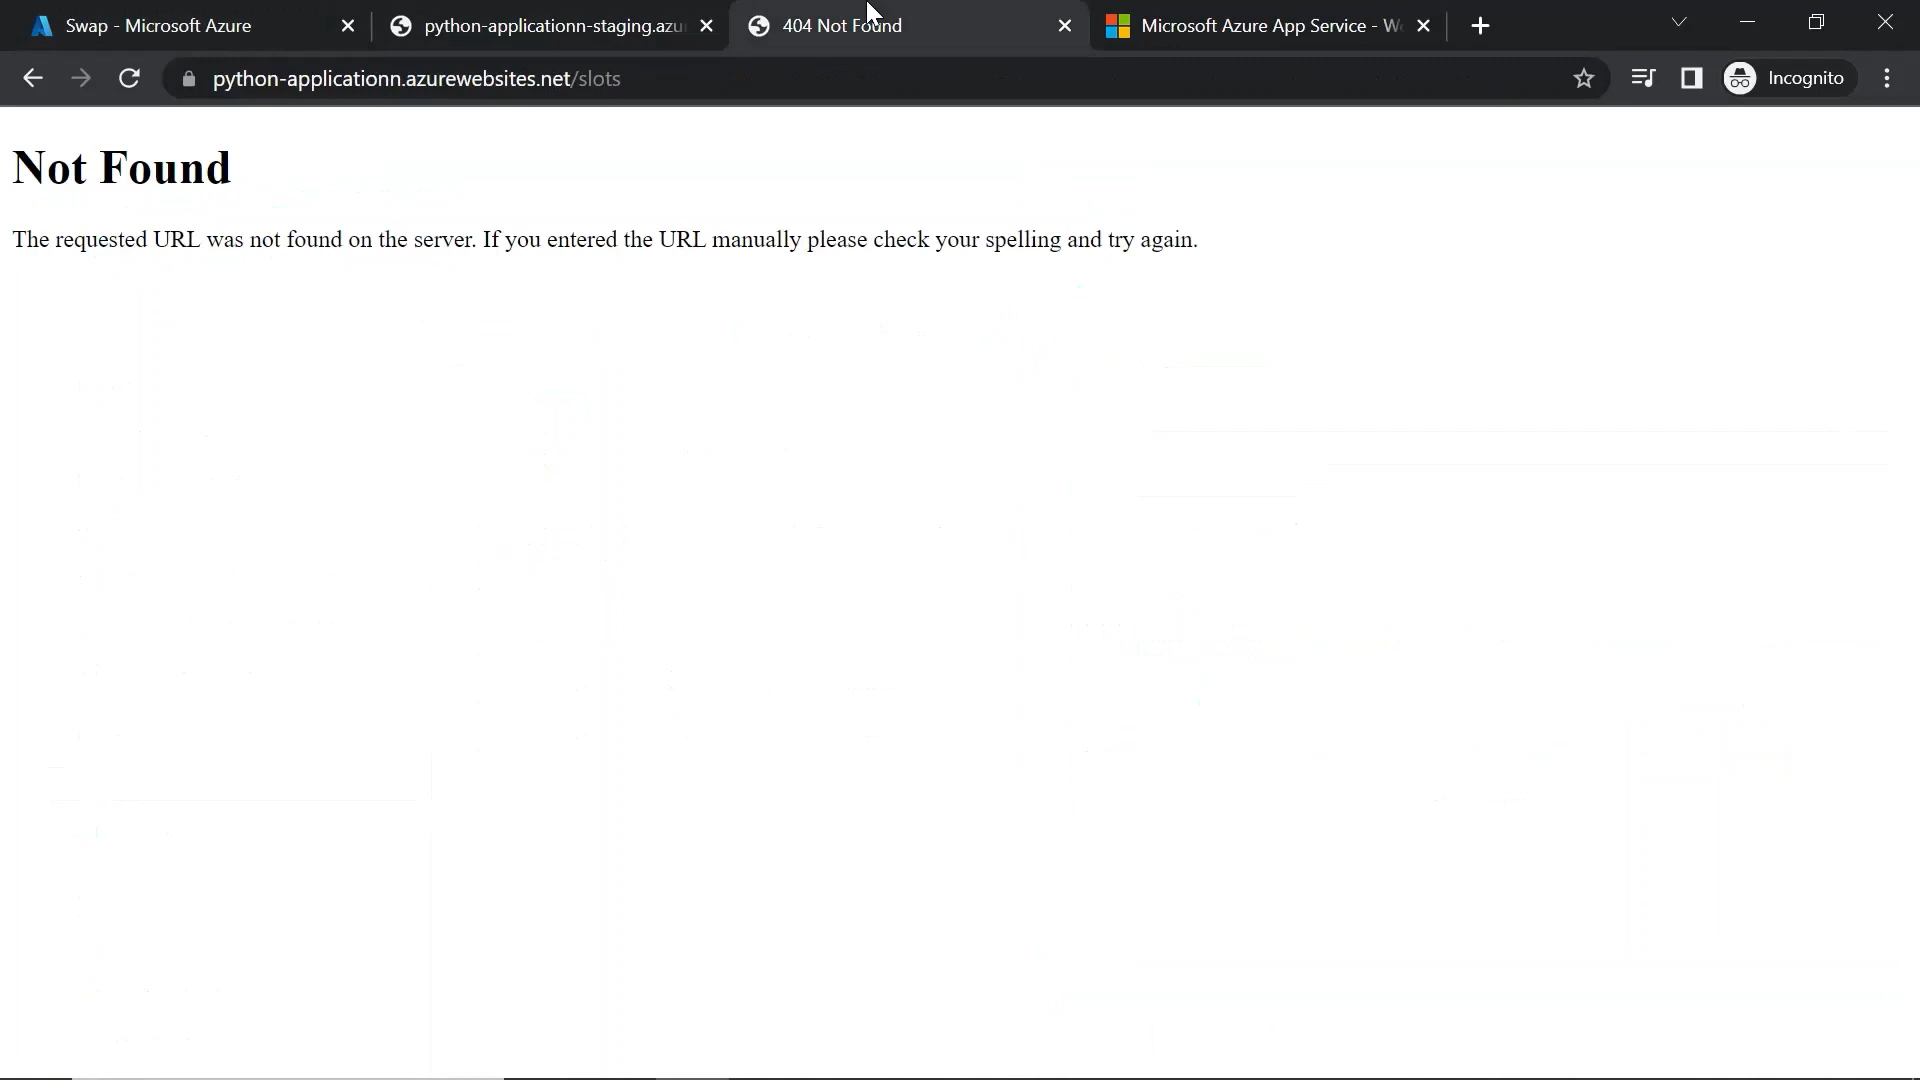 Swap - Microsoft Azure
python-applicationn-staging.azu
404 Not Found
Microsoft Azure App Service - W
python-applicationn.azurewebsites.net/slots
Incognito
Not Found
The requested URL was not found on the server. If you entered the URL manually please check your spelling and try again.